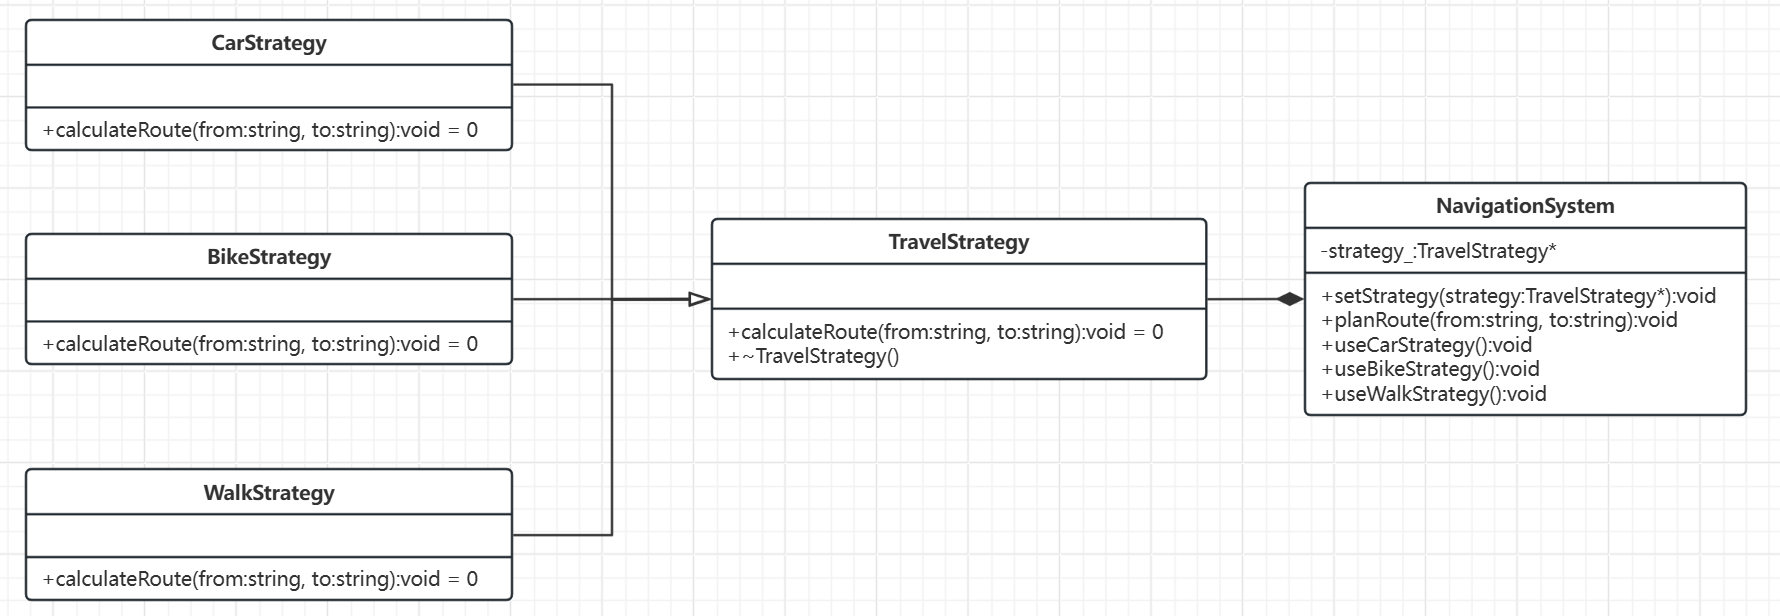 CarStrategy
+calculateRoute(from:string, to:string):void = 0
BikeStrategy
+calculateRoute(from:string, to:string):void = 0
WalkStrategy
+calculateRoute(from:string, to:string):void = 0
TravelStrategy
+calculateRoute(from:string, to:string):void = 0
+~TravelStrategy()
NavigationSystem
-strategy_:TravelStrategy*
+setStrategy(strategy:TravelStrategy*):void
+planRoute(from:string, to:string):void
+useCarStrategy():void
+useBikeStrategy():void
+useWalkStrategy():void